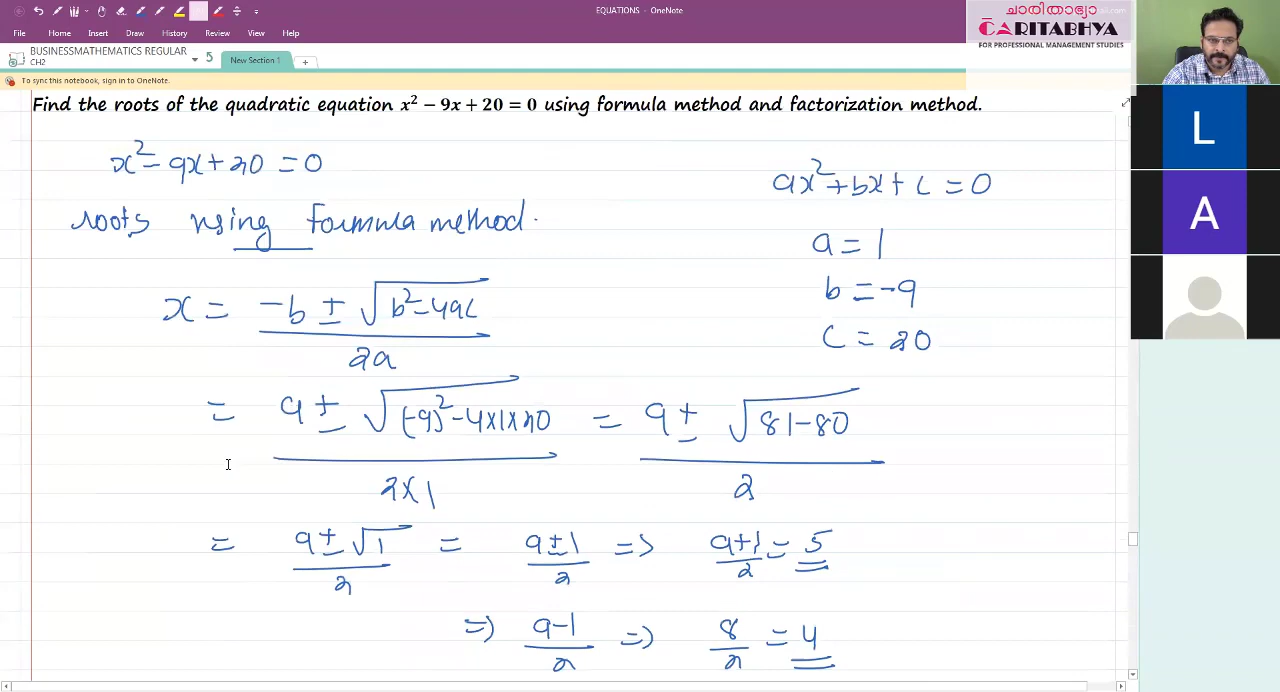 EQUATIONS - OneNote
ചാരിതാഭ്യാ
CARITABHYA
FOR PROFESSIONAL MANAGEMENT STUDIES
File Home Insert Draw History Review View Help
BUSINESSMATHEMATICS REGULAR
CH2
New Section 1
To sync this notebook, sign in to OneNote.
Find the roots of the quadratic equation x² − 9x + 20 = 0 using formula method and factorization method.
x² − 9x + 20 = 0
ax² + bx + c = 0
roots using formula method.
a = 1
b = −9
x = (−b ± √(b² − 4ac)) / 2a
c = 20
= (9 ± √((−9)² − 4×1×20)) / 2×1 = (9 ± √(81 − 80)) / 2
= (9 ± √1) / 2 = (9 ± 1) / 2 => (9+1) / 2 = 5
=> (9−1) / 2 => 8 / 2 = 4
L
A